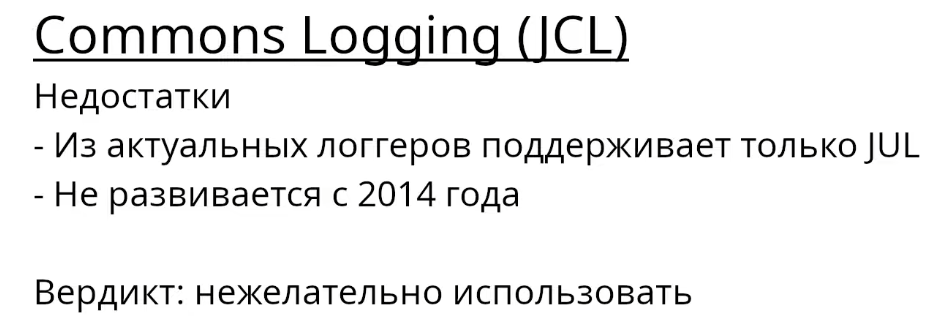 Commons Logging (JCL)
Недостатки
- Из актуальных логгеров поддерживает только JUL
- Не развивается с 2014 года
Вердикт: нежелательно использовать